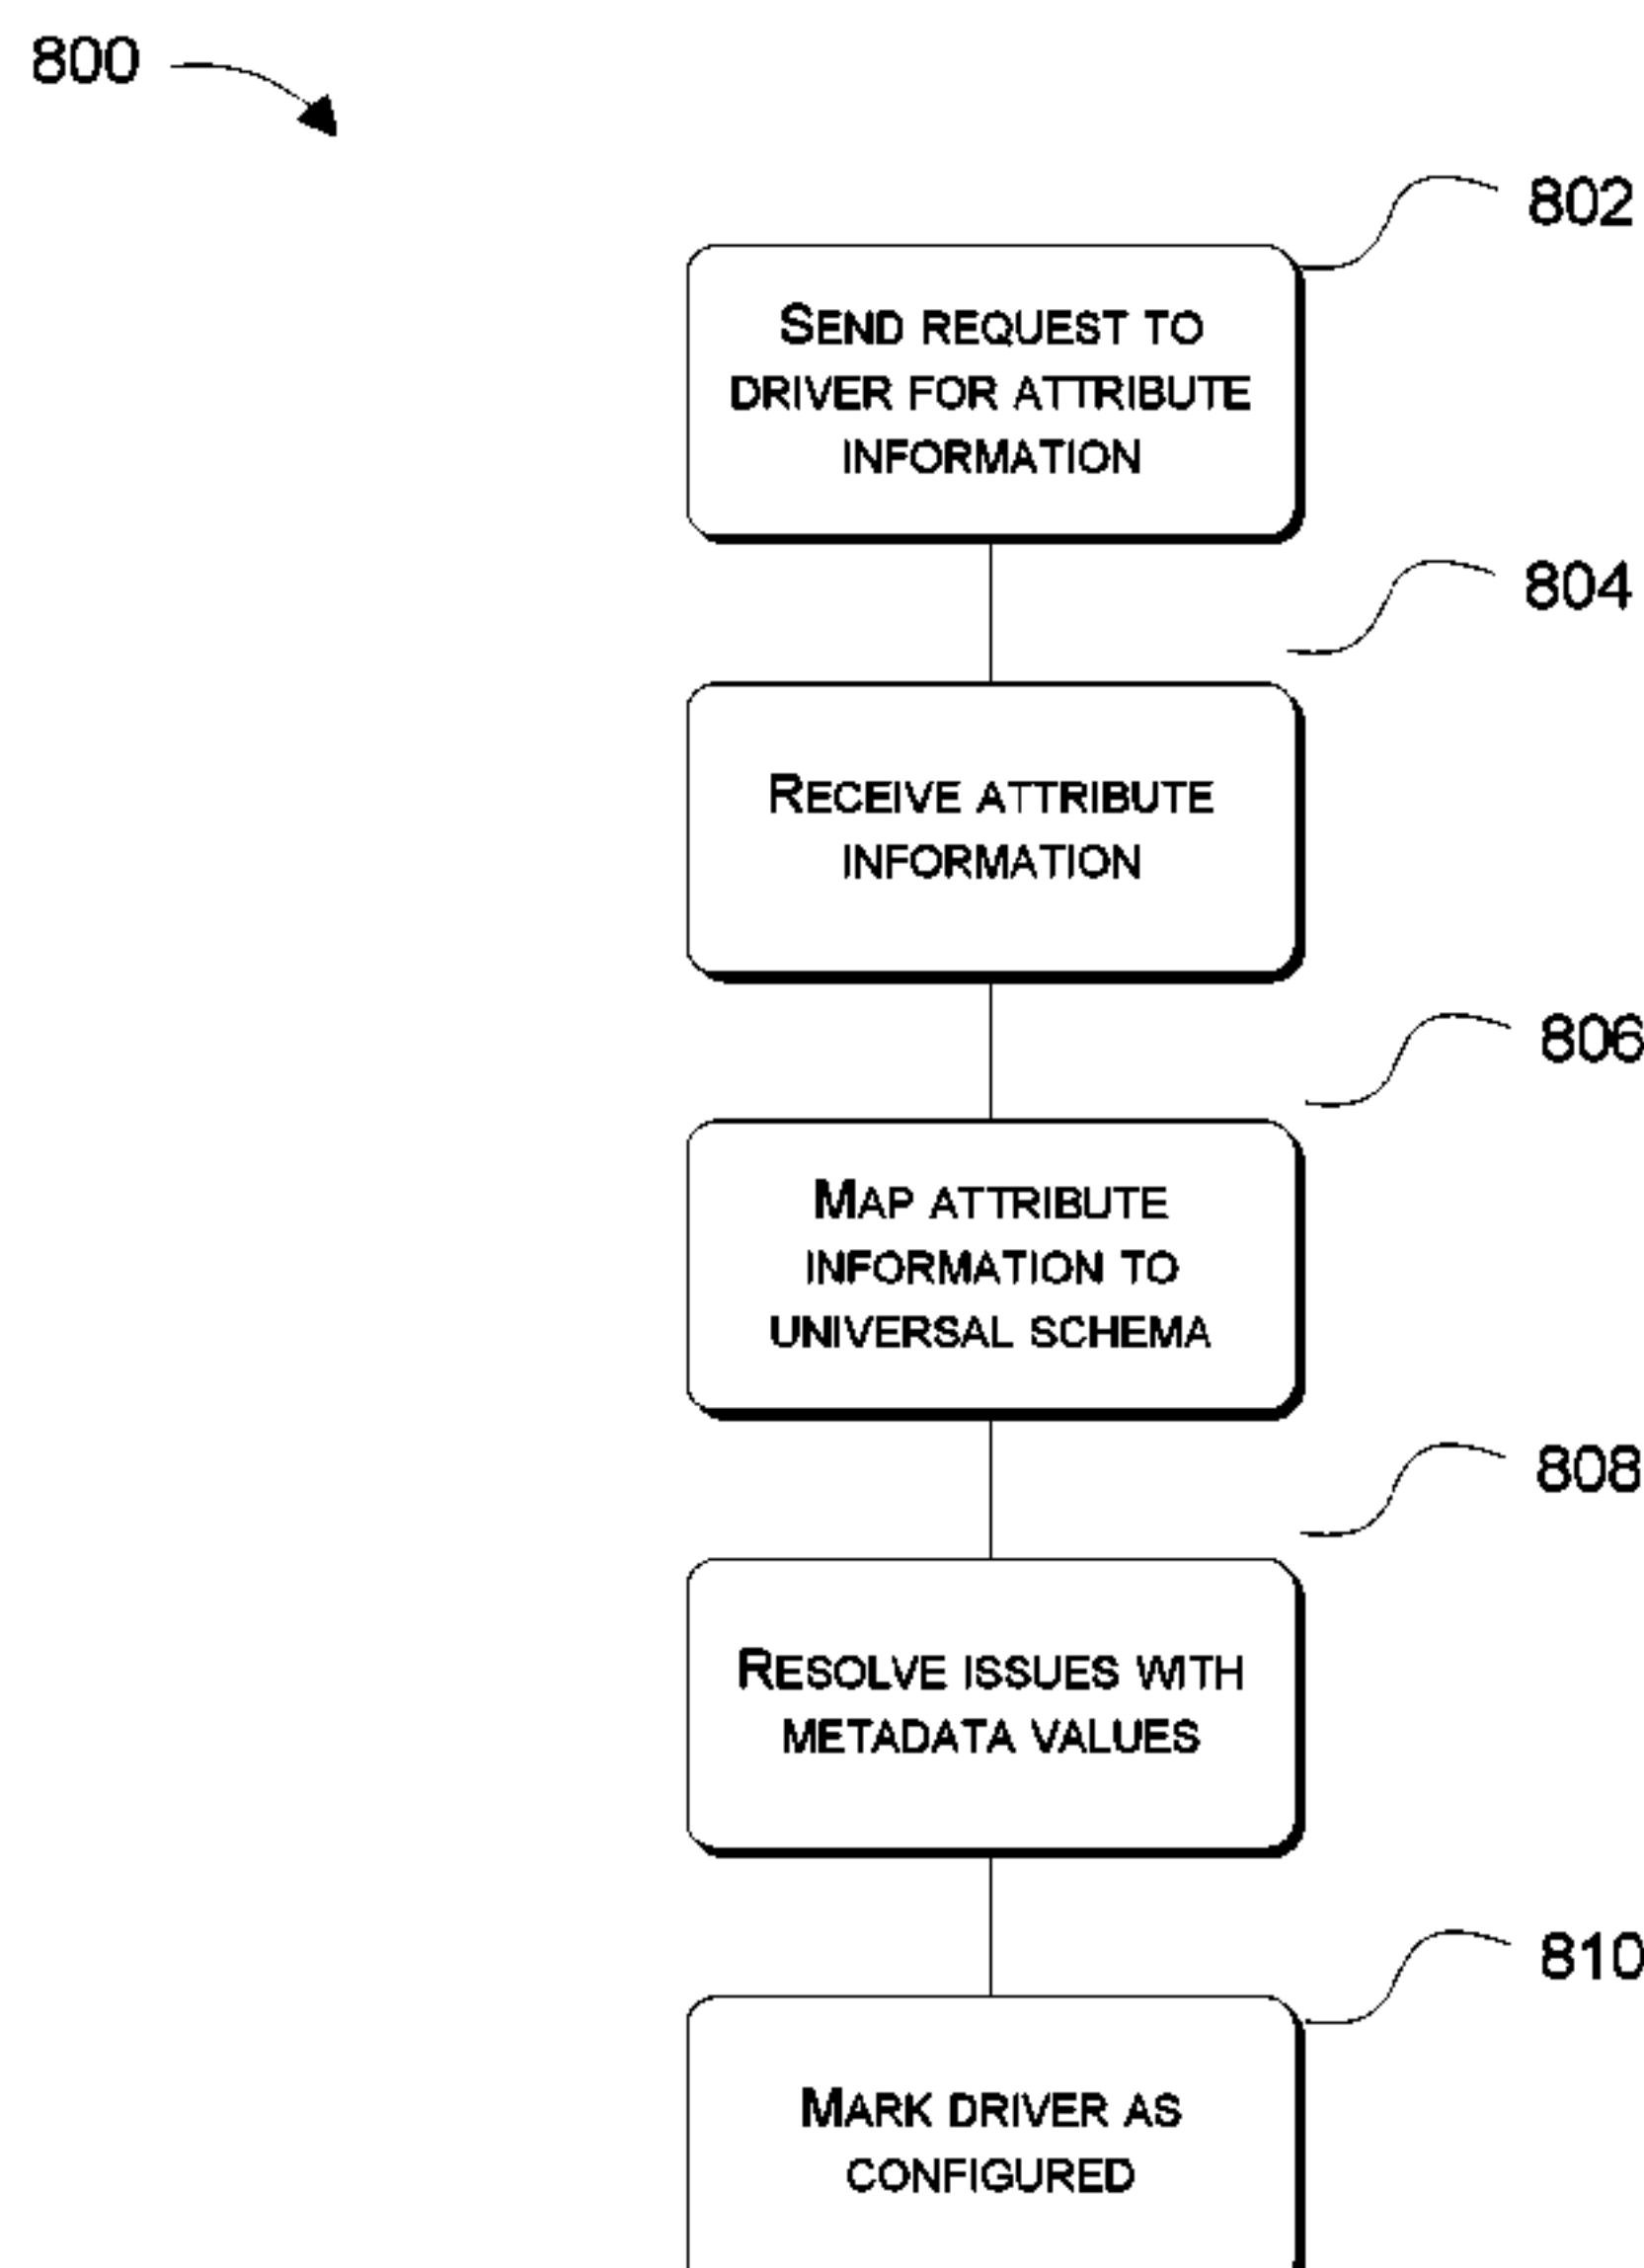 800
802
SEND REQUEST TO
DRIVER FOR ATTRIBUTE
INFORMATION
804
RECEIVE ATTRIBUTE
INFORMATION
806
MAP ATTRIBUTE
INFORMATION TO
UNIVERSAL SCHEMA
808
RESOLVE ISSUES WITH
METADATA VALUES
810
MARK DRIVER AS
CONFIGURED